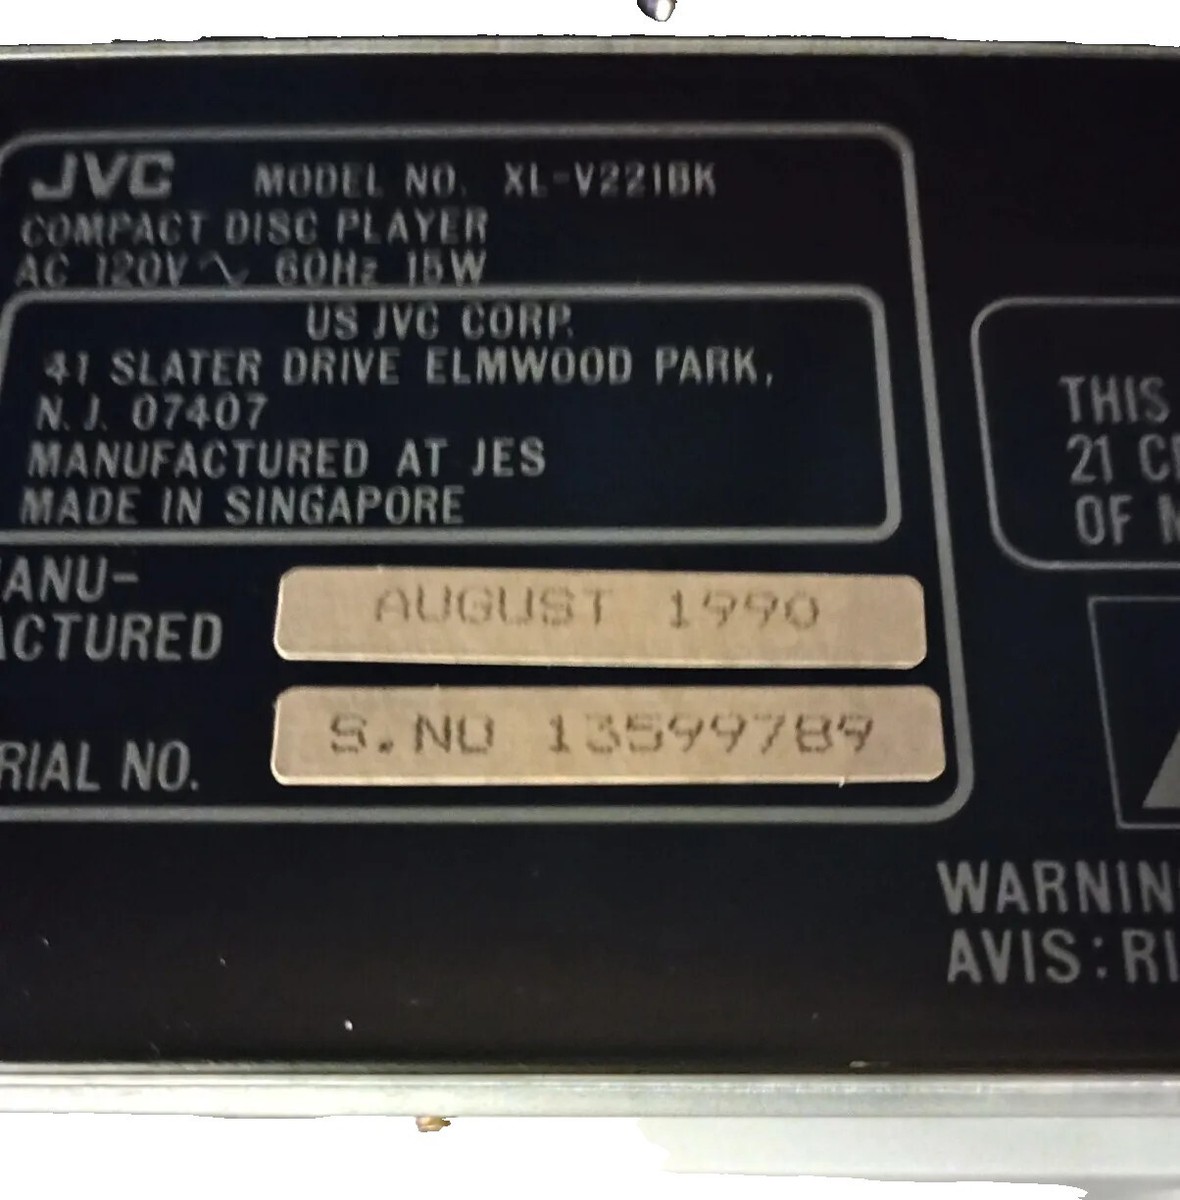 JVC MODEL NO. XL-V221BK
COMPACT DISC PLAYER
AC 120V ∿ 60Hz 15W
US JVC CORP.
41 SLATER DRIVE ELMWOOD PARK,
N.J. 07407
MANUFACTURED AT JES
MADE IN SINGAPORE
ANU-
ACTURED
AUGUST 1990
RIAL NO.
S.NO 13599789
THIS
21 C
OF
WARNIN
AVIS: RI